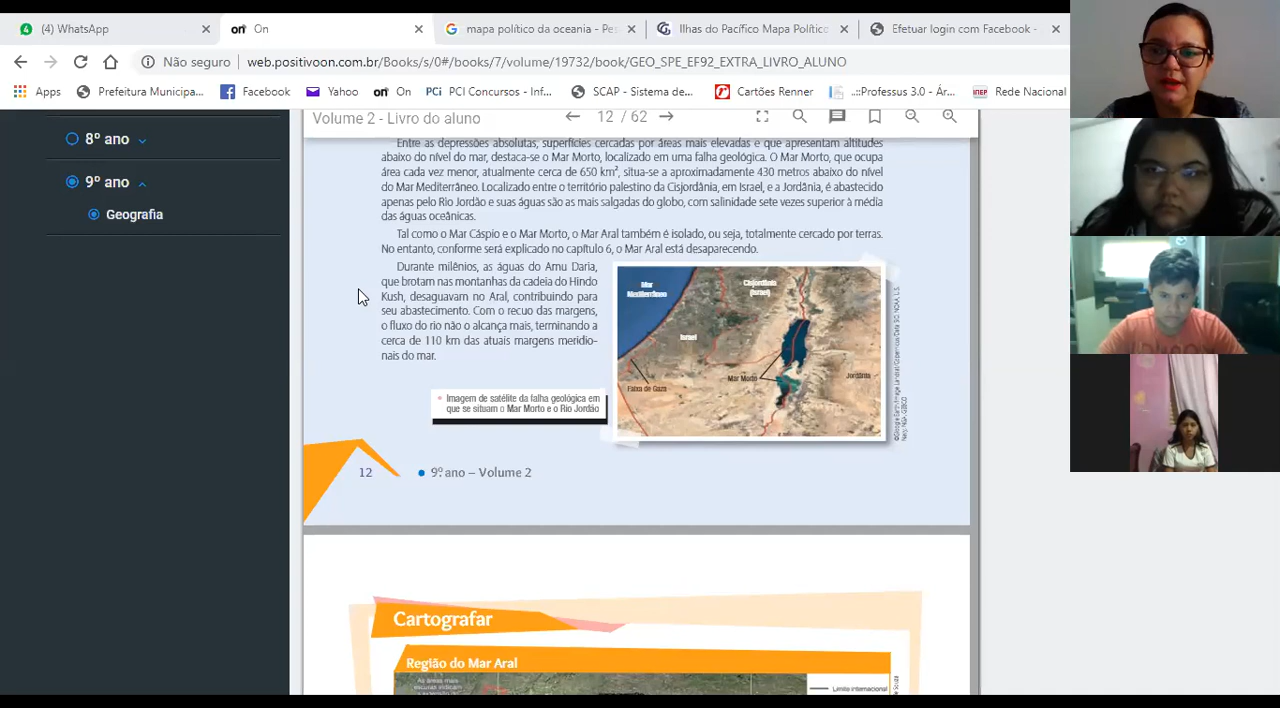 (4) WhatsApp
on
On
mapa político da oceania - Pes
Ilhas do Pacífico Mapa Político
Efetuar login com Facebook -
Não seguro
web.positivoon.com.br/Books/s/0#/books/7/volume/19732/book/GEO_SPE_EF92_EXTRA_LIVRO_ALUNO
Apps
Prefeitura Municipa...
Facebook
Yahoo
on
On
PCi
PCI Concursos - Inf...
SCAP - Sistema de...
Cartões Renner
..::Professus 3.0 - Ár...
INEP
Rede Nacional
Volume 2 - Livro do aluno
12 / 62
8º ano
9º ano
Geografia
Entre as depressões absolutas, superfícies cercadas por áreas mais elevadas e que apresentam altitudes
abaixo do nível do mar, destaca-se o Mar Morto, localizado em uma falha geológica. O Mar Morto, que ocupa
área cada vez menor, atualmente cerca de 650 km², situa-se a aproximadamente 430 metros abaixo do nível
do Mar Mediterrâneo. Localizado entre o território palestino da Cisjordânia, em Israel, e a Jordânia, é abastecido
apenas pelo Rio Jordão e suas águas são as mais salgadas do globo, com salinidade sete vezes superior à média
das águas oceânicas.
Tal como o Mar Cáspio e o Mar Morto, o Mar Aral também é isolado, ou seja, totalmente cercado por terras.
No entanto, conforme será explicado no capítulo 6, o Mar Aral está desaparecendo.
Durante milênios, as águas do Amu Daria,
que brotam nas montanhas da cadeia do Hindo
Kush, desaguavam no Aral, contribuindo para
seu abastecimento. Com o recuo das margens,
o fluxo do rio não o alcança mais, terminando a
cerca de 110 km das atuais margens meridio-
nais do mar.
Mar
Mediterrâneo
Cisjordânia
(Israel)
Israel
Mar Morto
Jordânia
Faixa de Gaza
Imagem de satélite da falha geológica em
que se situam o Mar Morto e o Rio Jordão
12
9º ano – Volume 2
Cartografar
Região do Mar Aral
As áreas mais
escuras indicam
Limite internacional